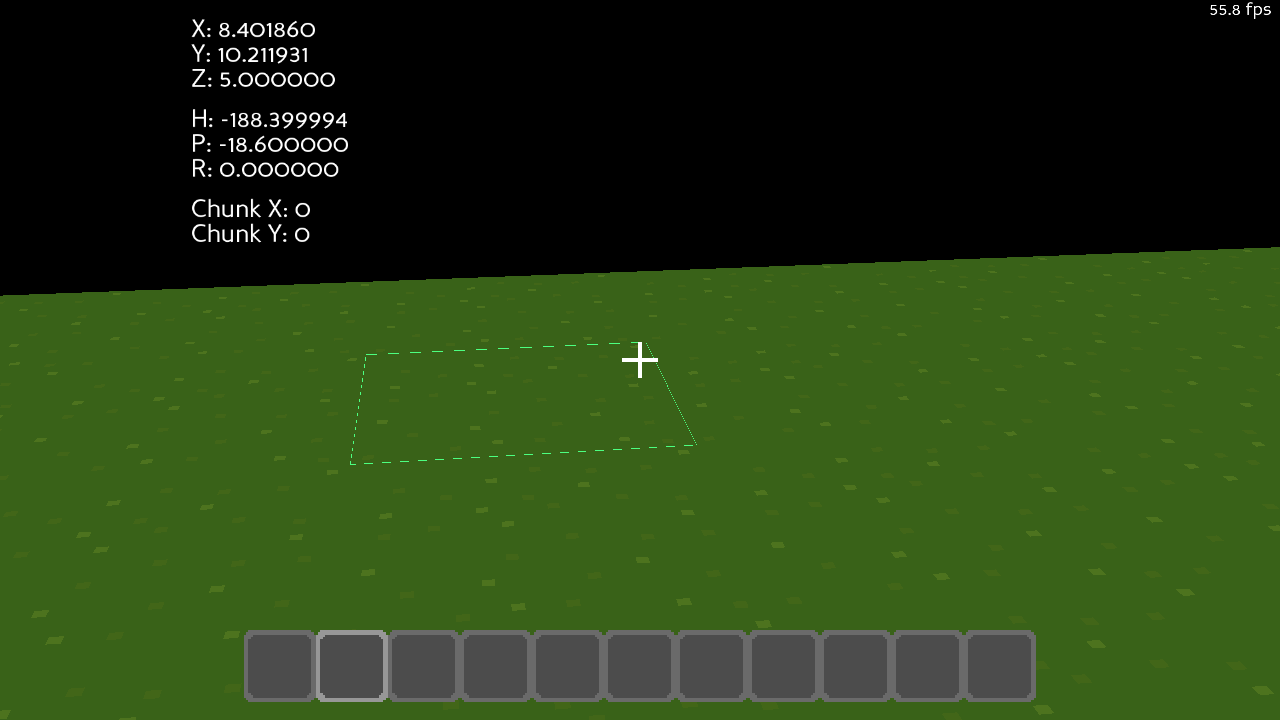 55.8 fps
X: 8.401860
Y: 10.211931
Z: 5.000000
H: -188.399994
P: -18.600000
R: 0.000000
Chunk X: 0
Chunk Y: 0